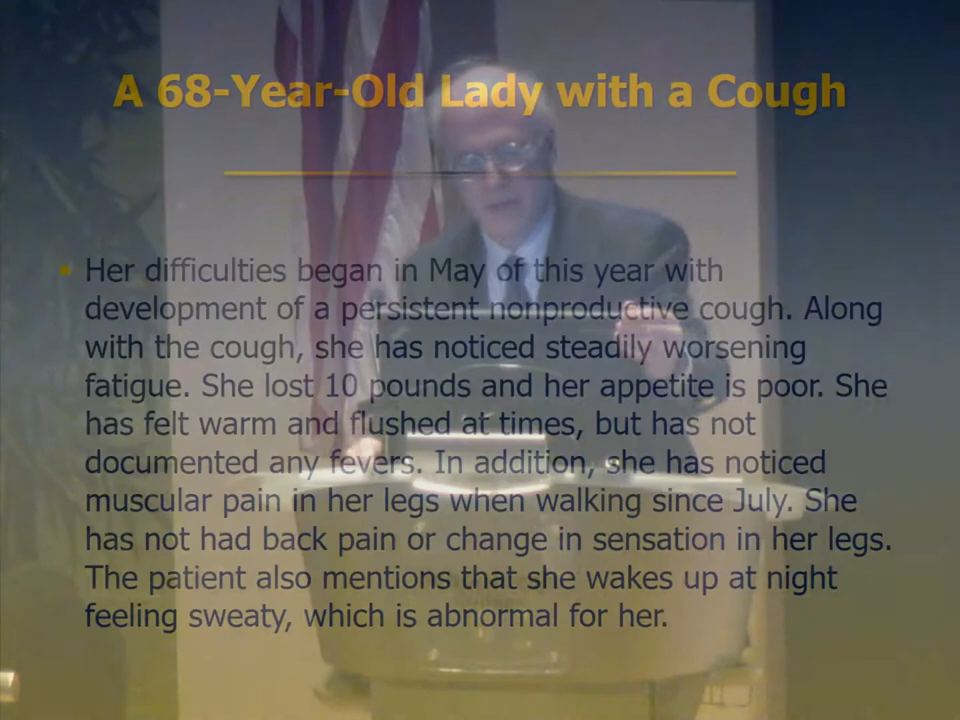 A 68-Year-Old Lady with a Cough
Her difficulties began in May of this year with
development of a persistent nonproductive cough. Along
with the cough, she has noticed steadily worsening
fatigue. She lost 10 pounds and her appetite is poor. She
has felt warm and flushed at times, but has not
documented any fevers. In addition, she has noticed
muscular pain in her legs when walking since July. She
has not had back pain or change in sensation in her legs.
The patient also mentions that she wakes up at night
feeling sweaty, which is abnormal for her.